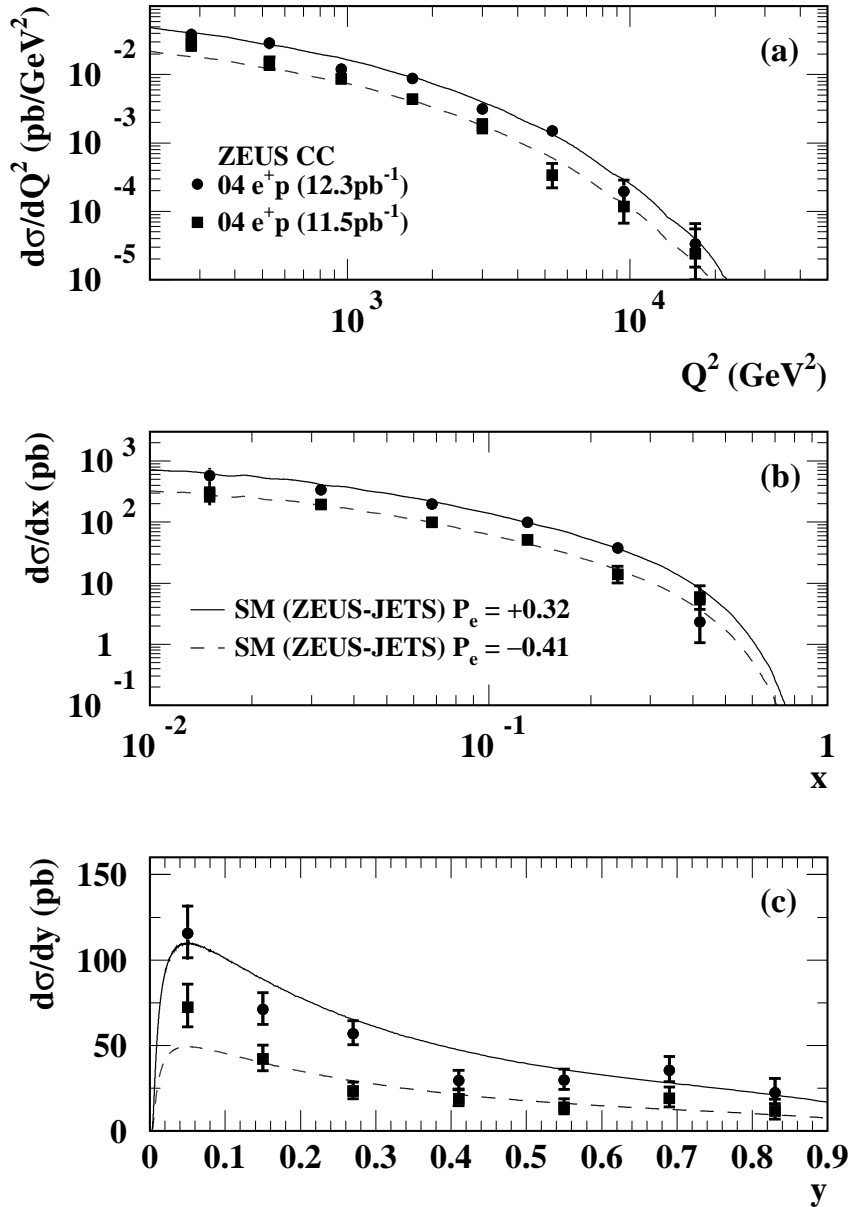 (a)
dσ/dQ² (pb/GeV²)
10⁻²
10⁻³
10⁻⁴
10⁻⁵
ZEUS CC
04 e⁺p (12.3pb⁻¹)
04 e⁺p (11.5pb⁻¹)
10³ 10⁴
Q² (GeV²)
(b)
dσ/dx (pb)
10³
10²
10
1
10⁻¹
SM (ZEUS-JETS) Pₑ = +0.32
SM (ZEUS-JETS) Pₑ = −0.41
10⁻² 10⁻¹ 1
x
(c)
dσ/dy (pb)
150
100
50
0
0 0.1 0.2 0.3 0.4 0.5 0.6 0.7 0.8 0.9
y